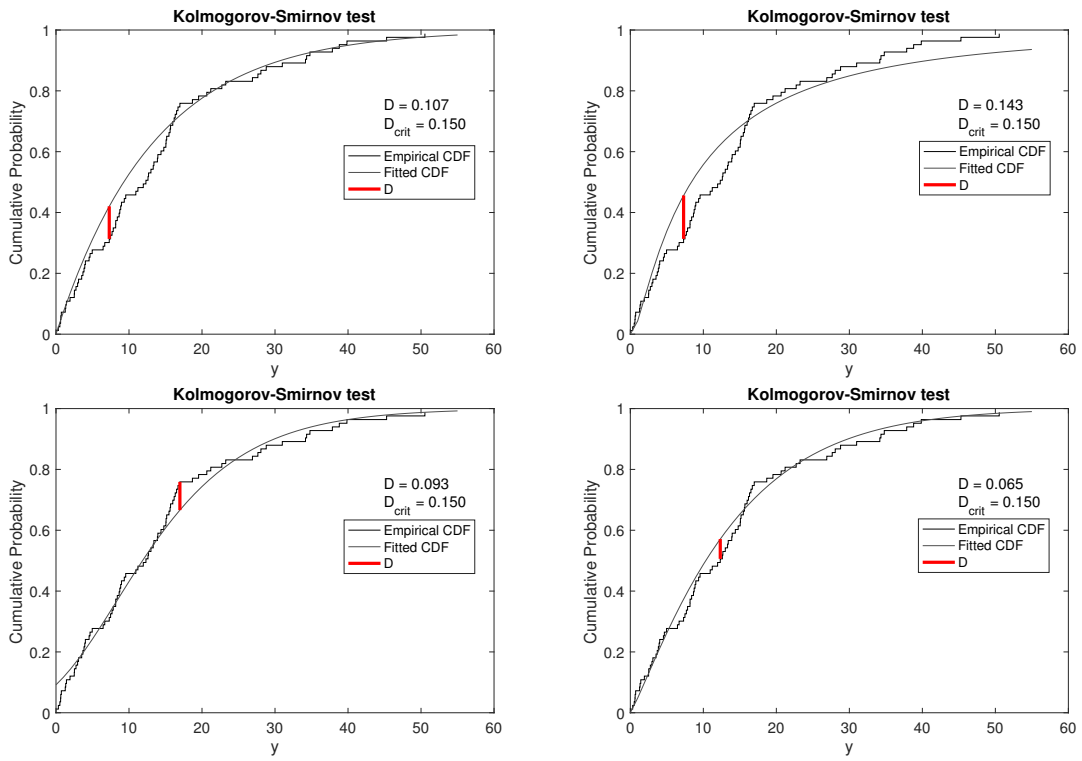 Kolmogorov-Smirnov test
1
0.8
0.6
0.4
0.2
0
Cumulative Probability
D = 0.107
D_crit = 0.150
Empirical CDF
Fitted CDF
D
0 10 20 30 40 50 60
y
Kolmogorov-Smirnov test
1
0.8
0.6
0.4
0.2
0
Cumulative Probability
D = 0.143
D_crit = 0.150
Empirical CDF
Fitted CDF
D
0 10 20 30 40 50 60
y
Kolmogorov-Smirnov test
1
0.8
0.6
0.4
0.2
0
Cumulative Probability
D = 0.093
D_crit = 0.150
Empirical CDF
Fitted CDF
D
0 10 20 30 40 50 60
y
Kolmogorov-Smirnov test
1
0.8
0.6
0.4
0.2
0
Cumulative Probability
D = 0.065
D_crit = 0.150
Empirical CDF
Fitted CDF
D
0 10 20 30 40 50 60
y